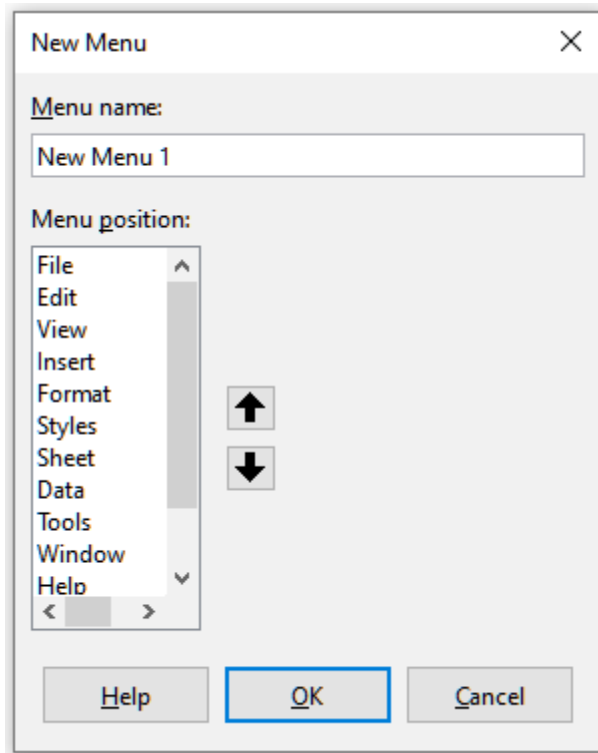 New Menu
Menu name:
New Menu 1
Menu position:
File
Edit
View
Insert
Format
Styles
Sheet
Data
Tools
Window
Help
Help
OK
Cancel